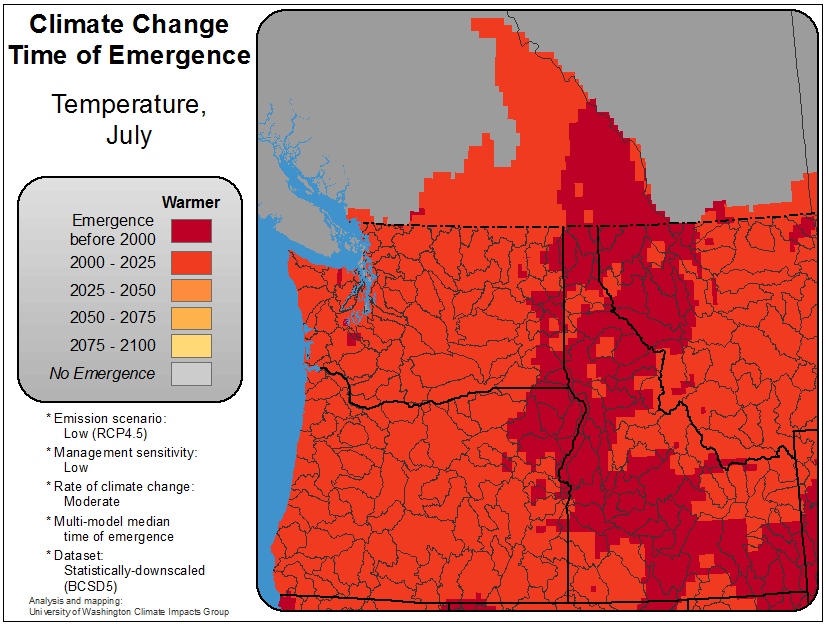 Climate Change
Time of Emergence
Temperature,
July
Warmer
Emergence
before 2000
2000 - 2025
2025 - 2050
2050 - 2075
2075 - 2100
No Emergence
* Emission scenario:
Low (RCP4.5)
* Management sensitivity:
Low
* Rate of climate change:
Moderate
* Multi-model median
time of emergence
* Dataset:
Statistically-downscaled
(BCSD5)
Analysis and mapping:
University of Washington Climate Impacts Group